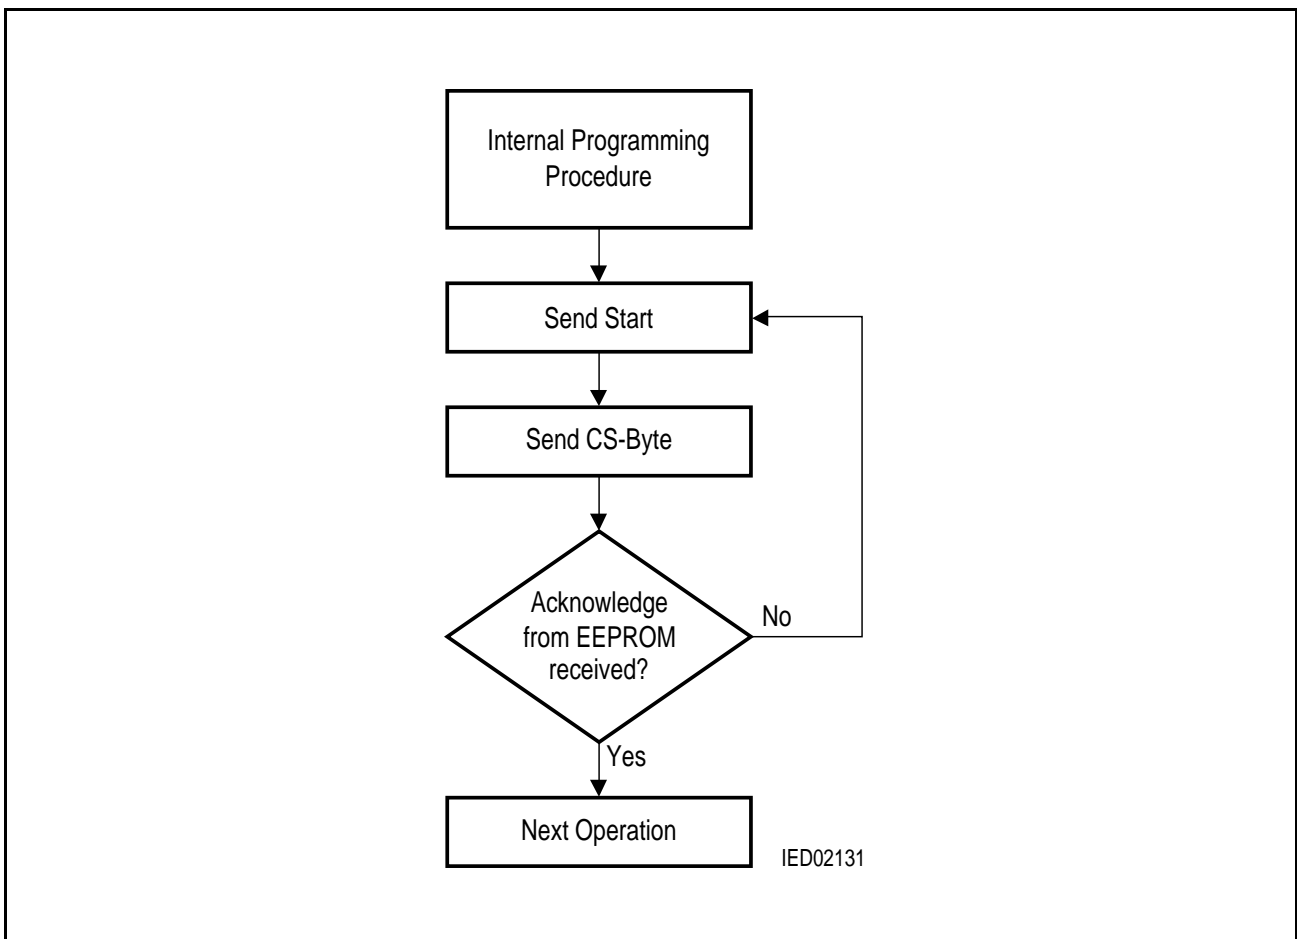 Internal Programming
Procedure
Send Start
Send CS-Byte
Acknowledge
from EEPROM
received?
No
Yes
Next Operation
IED02131